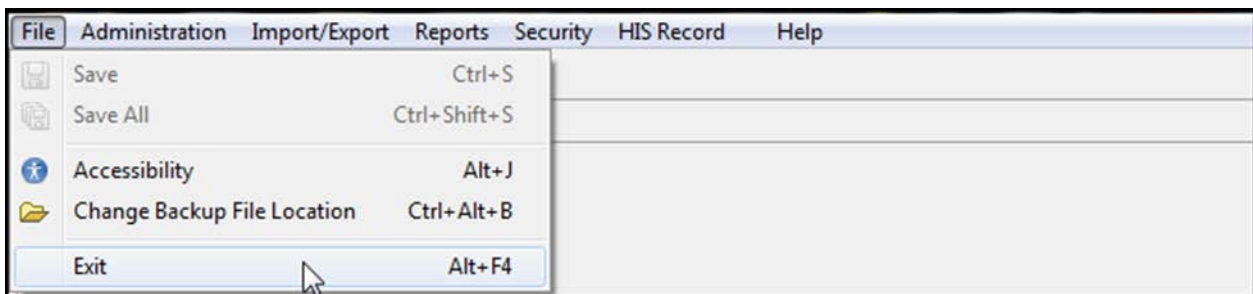 File Administration Import/Export Reports Security HIS Record Help
Save Ctrl+S
Save All Ctrl+Shift+S
Accessibility Alt+J
Change Backup File Location Ctrl+Alt+B
Exit Alt+F4